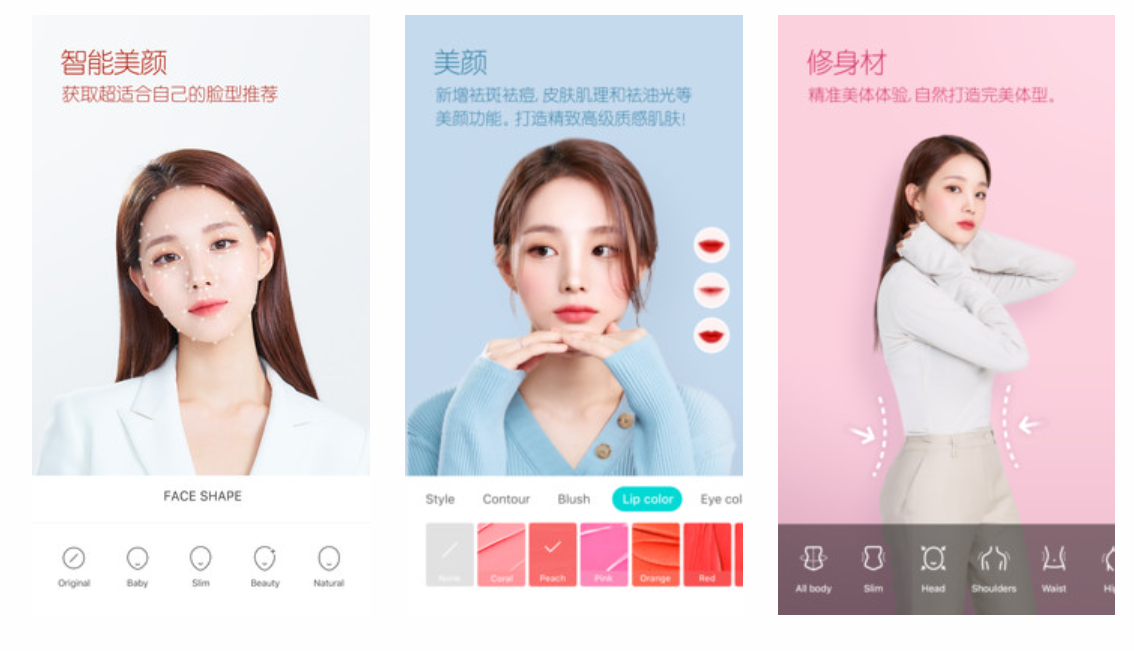 智能美颜
获取超适合自己的脸型推荐
FACE SHAPE
Original
Baby
Slim
Beauty
Natural
美颜
新增祛斑祛痘, 皮肤肌理和祛油光等
美颜功能。打造精致高级质感肌肤!
Style
Contour
Blush
Lip color
Eye col
None
Coral
Peach
Pink
Orange
Red
修身材
精准美体体验, 自然打造完美体型。
All body
Slim
Head
Shoulders
Waist
Hi